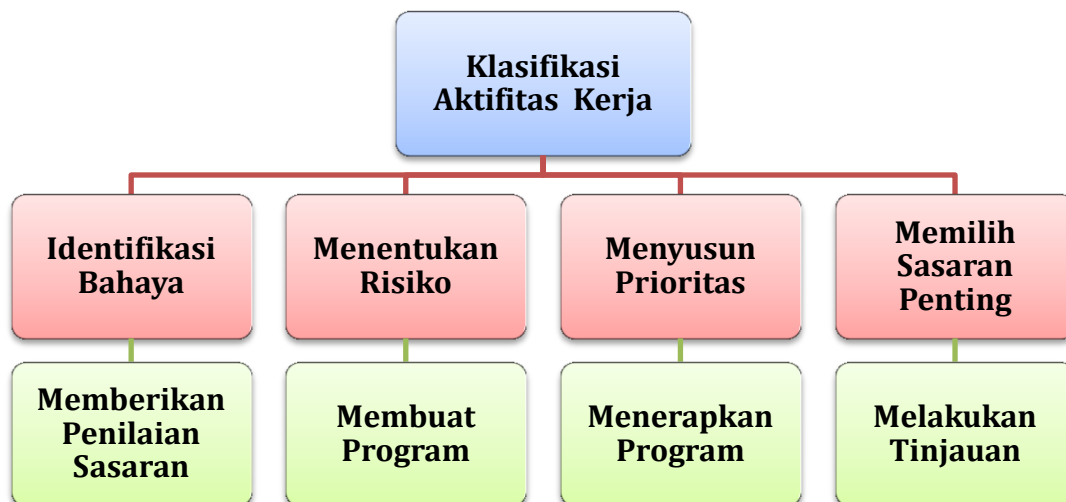 Klasifikasi
Aktifitas Kerja
Identifikasi
Bahaya
Menentukan
Risiko
Menyusun
Prioritas
Memilih
Sasaran
Penting
Memberikan
Penilaian
Sasaran
Membuat
Program
Menerapkan
Program
Melakukan
Tinjauan